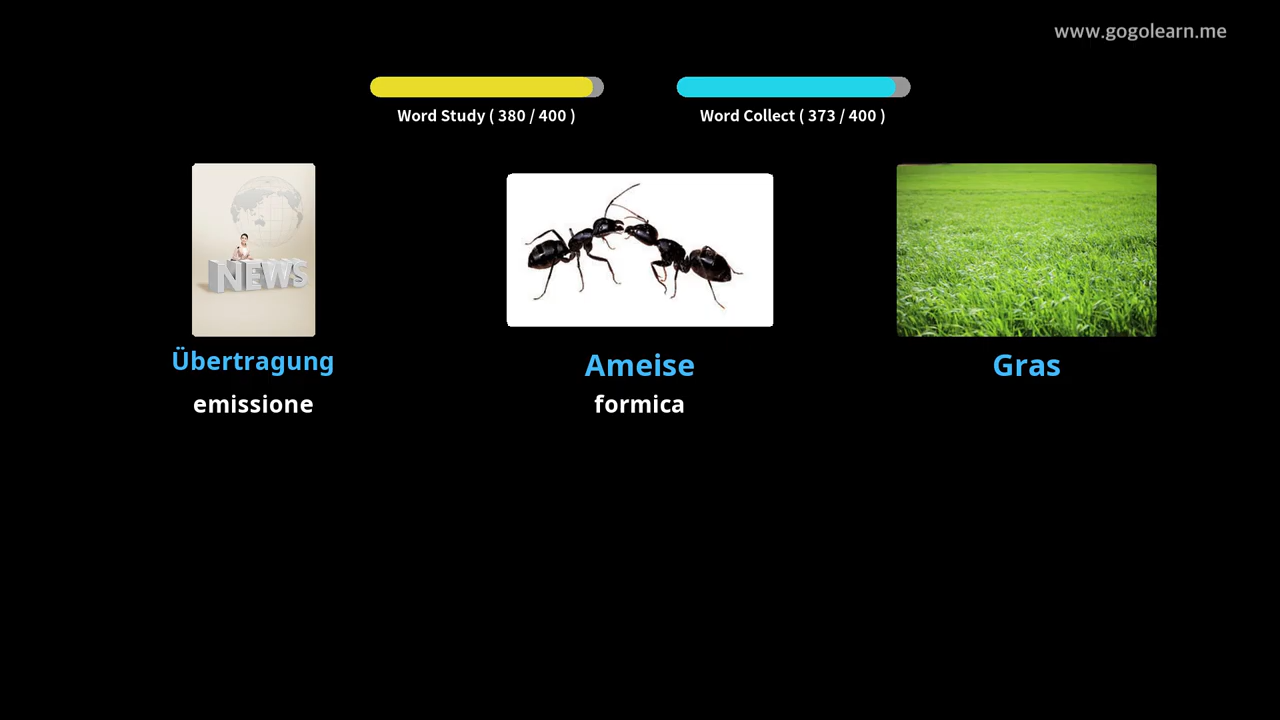 www.gogolearn.me
Word Study ( 380 / 400 )
Word Collect ( 373 / 400 )
NEWS
Übertragung
Ameise
Gras
emissione
formica